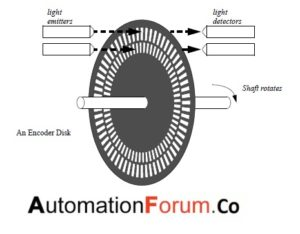 light
emitters
light
detectors
Shaft rotates
An Encoder Disk
AutomationForum.Co